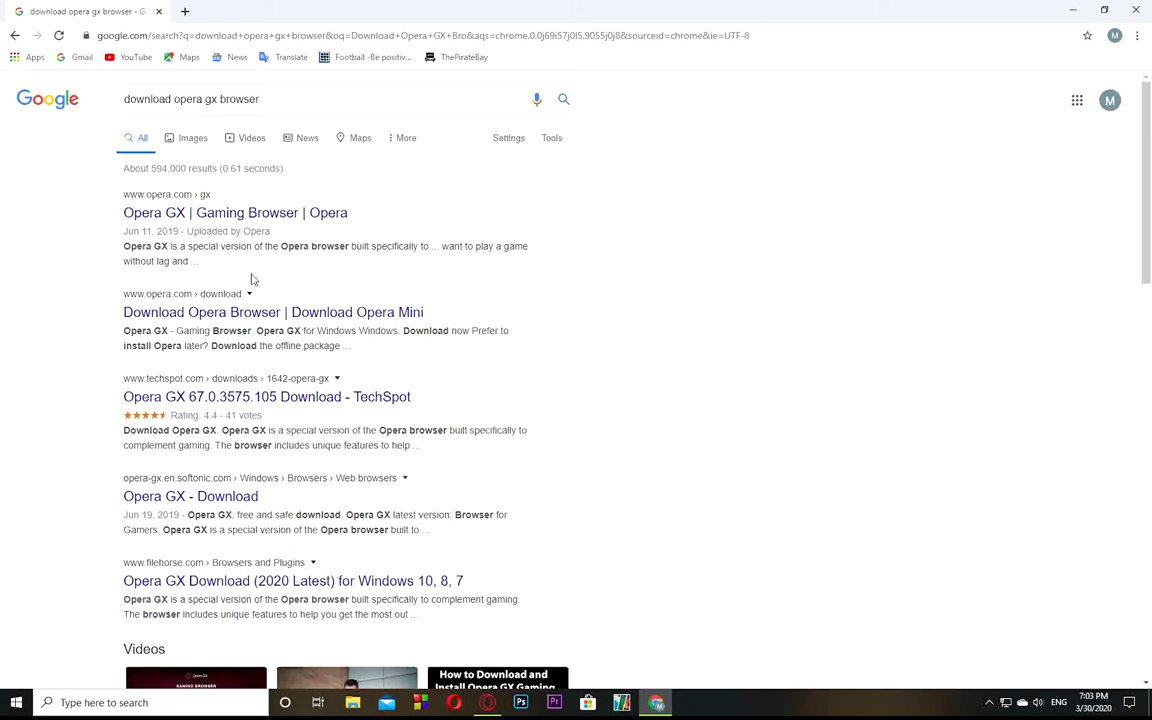 download opera gx browser - G
google.com/search?q=download+opera+gx+browser&oq=Download+Opera+GX+Bro&aqs=chrome.0.0j69i57j0l5.9055j0j8&sourceid=chrome&ie=UTF-8
M
Apps Gmail YouTube Maps News Translate Football -Be positiv... ThePirateBay
Google
download opera gx browser
M
All Images Videos News Maps More Settings Tools
About 594,000 results (0.61 seconds)
www.opera.com › gx
Opera GX | Gaming Browser | Opera
Jun 11, 2019 - Uploaded by Opera
Opera GX is a special version of the Opera browser built specifically to ... want to play a game
without lag and ...
www.opera.com › download
Download Opera Browser | Download Opera Mini
Opera GX - Gaming Browser. Opera GX for Windows Windows. Download now Prefer to
install Opera later? Download the offline package ...
www.techspot.com › downloads › 1642-opera-gx
Opera GX 67.0.3575.105 Download - TechSpot
Rating: 4.4 - 41 votes
Download Opera GX. Opera GX is a special version of the Opera browser built specifically to
complement gaming. The browser includes unique features to help ...
opera-gx.en.softonic.com › Windows › Browsers › Web browsers
Opera GX - Download
Jun 19, 2019 - Opera GX, free and safe download. Opera GX latest version: Browser for
Gamers. Opera GX is a special version of the Opera browser built to ...
www.filehorse.com › Browsers and Plugins
Opera GX Download (2020 Latest) for Windows 10, 8, 7
Opera GX is a special version of the Opera browser built specifically to complement gaming.
The browser includes unique features to help you get the most out ...
Videos
Opera GX
GAMING BROWSER
How to Download and
Install Opera GX Gaming
Type here to search
Ps
Pr
ENG
7:03 PM
3/30/2020